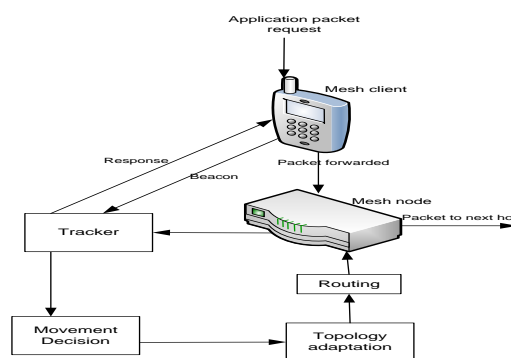 Application packet
request
Mesh client
Response
Packet forwarded
Beacon
Mesh node
Packet to next ho
Tracker
Routing
Movement
Decision
Topology
adaptation